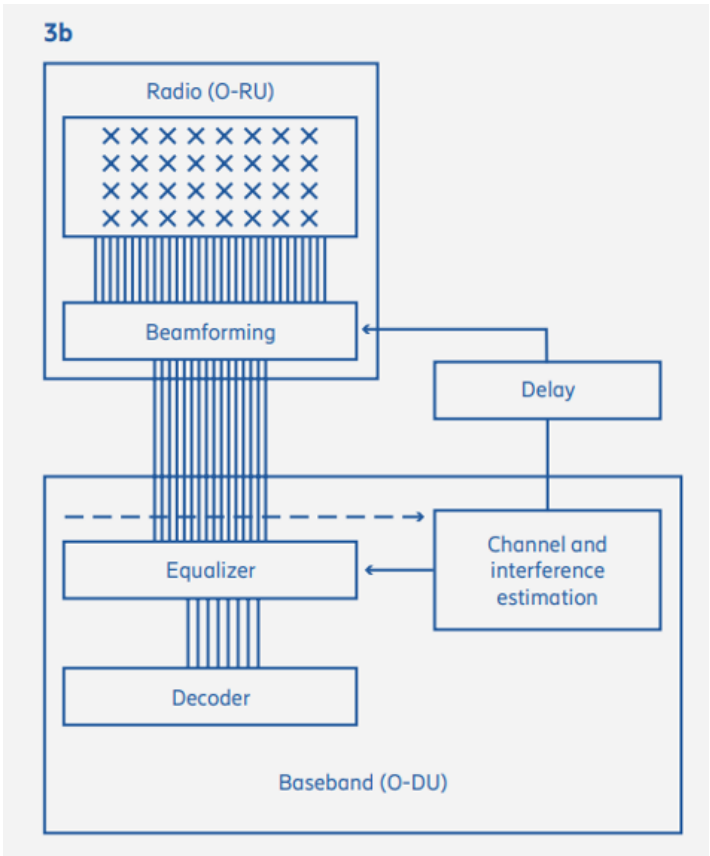 3b
Radio (O-RU)
Beamforming
Delay
Equalizer
Channel and
interference
estimation
Decoder
Baseband (O-DU)